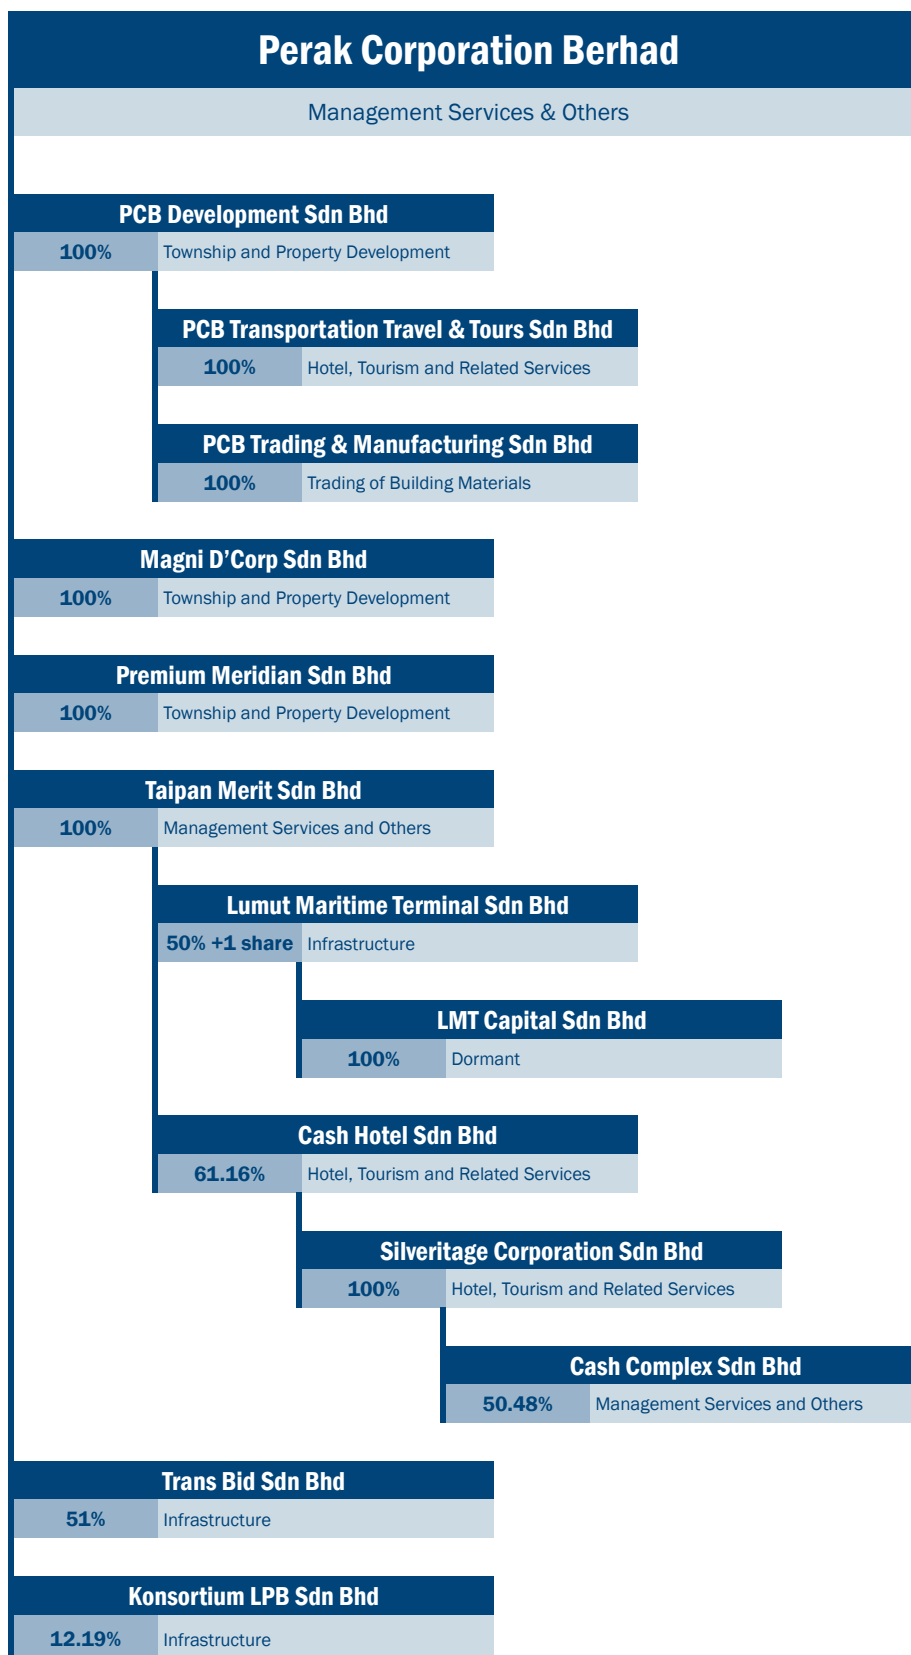 Perak Corporation Berhad
Management Services & Others
PCB Development Sdn Bhd
100% Township and Property Development
PCB Transportation Travel & Tours Sdn Bhd
100% Hotel, Tourism and Related Services
PCB Trading & Manufacturing Sdn Bhd
100% Trading of Building Materials
Magni D’Corp Sdn Bhd
100% Township and Property Development
Premium Meridian Sdn Bhd
100% Township and Property Development
Taipan Merit Sdn Bhd
100% Management Services and Others
Lumut Maritime Terminal Sdn Bhd
50% +1 share Infrastructure
LMT Capital Sdn Bhd
100% Dormant
Cash Hotel Sdn Bhd
61.16% Hotel, Tourism and Related Services
Silveritage Corporation Sdn Bhd
100% Hotel, Tourism and Related Services
Cash Complex Sdn Bhd
50.48% Management Services and Others
Trans Bid Sdn Bhd
51% Infrastructure
Konsortium LPB Sdn Bhd
12.19% Infrastructure